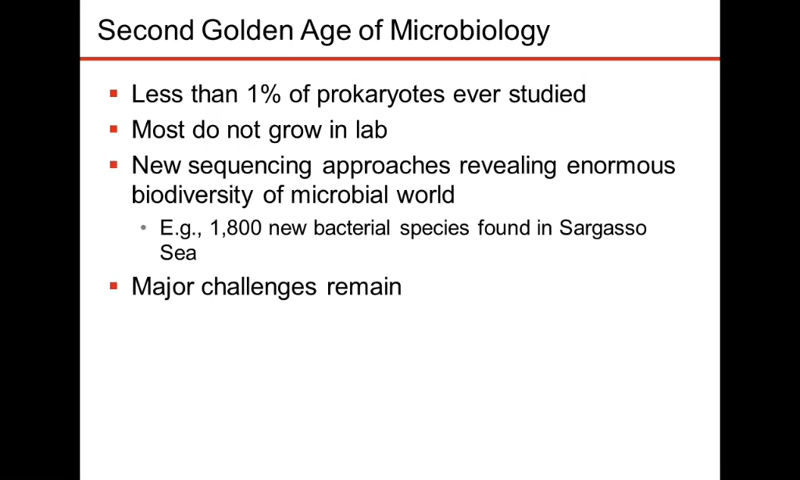 Second Golden Age of Microbiology
▪ Less than 1% of prokaryotes ever studied
▪ Most do not grow in lab
▪ New sequencing approaches revealing enormous
biodiversity of microbial world
• E.g., 1,800 new bacterial species found in Sargasso
Sea
▪ Major challenges remain